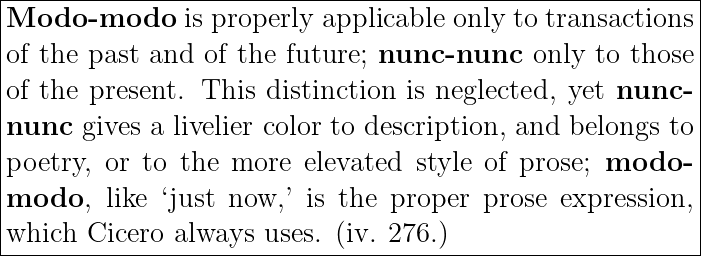 Modo-modo is properly applicable only to transactions
of the past and of the future; nunc-nunc only to those
of the present. This distinction is neglected, yet nunc-
nunc gives a livelier color to description, and belongs to
poetry, or to the more elevated style of prose; modo-
modo, like ‘just now,’ is the proper prose expression,
which Cicero always uses. (iv. 276.)